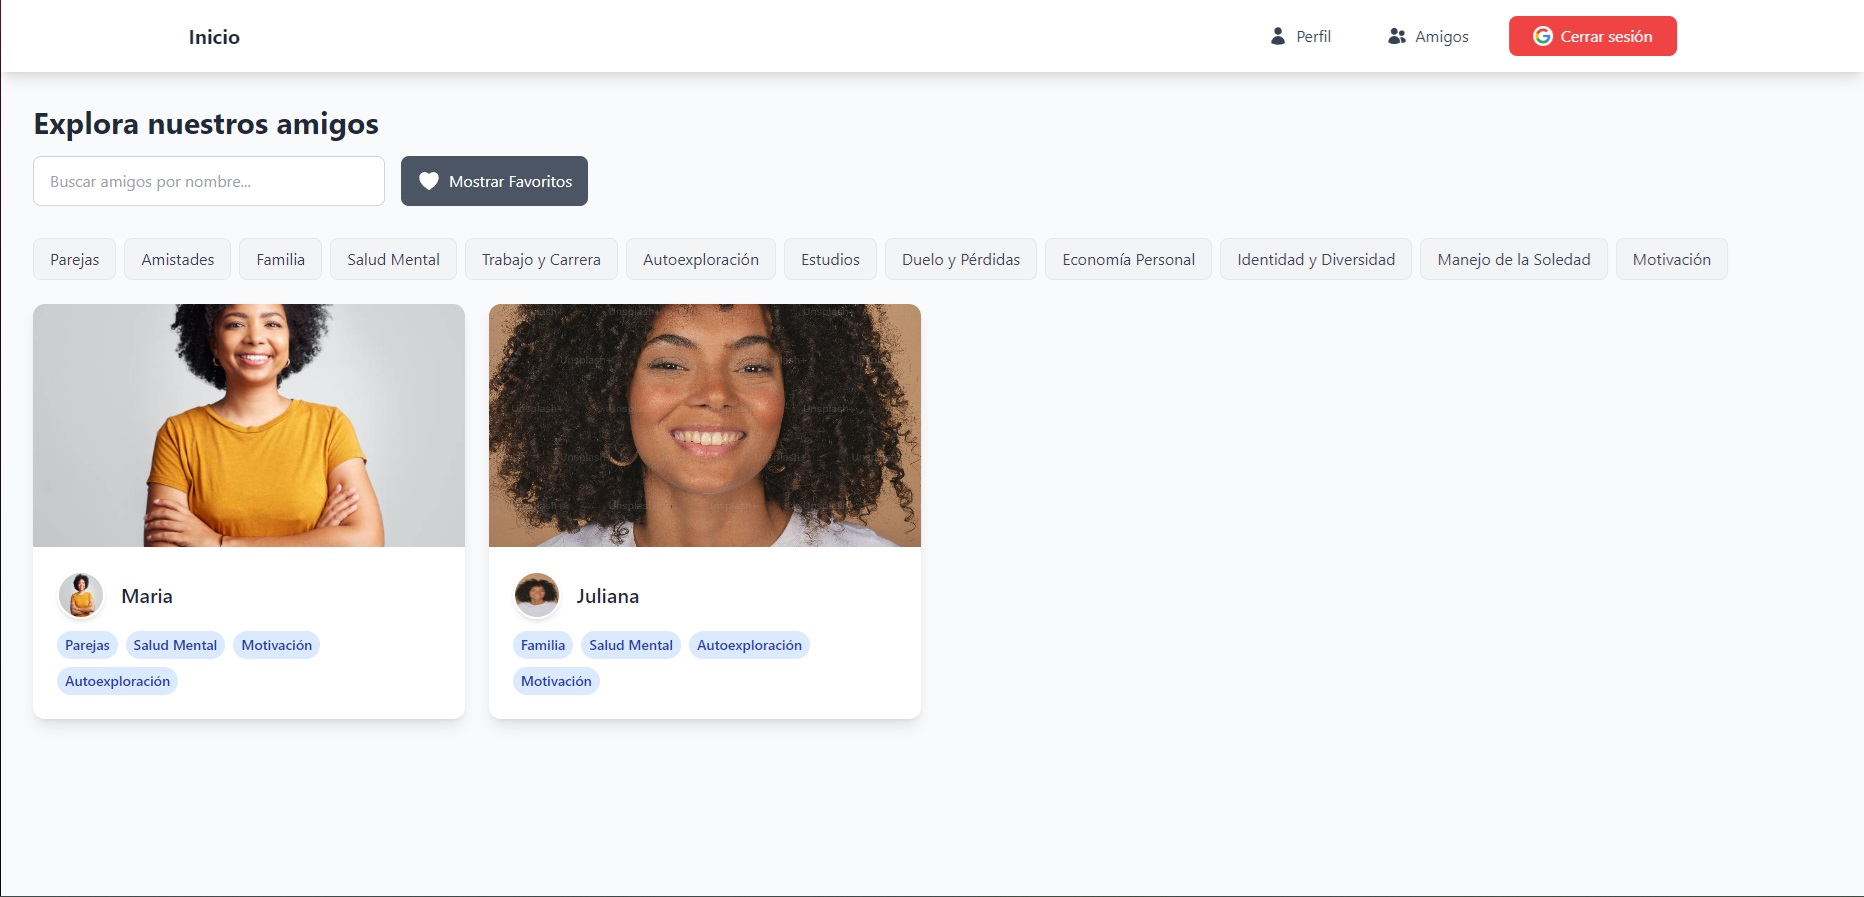 Inicio
Perfil
Amigos
Cerrar sesión
Explora nuestros amigos
Buscar amigos por nombre...
Mostrar Favoritos
Parejas
Amistades
Familia
Salud Mental
Trabajo y Carrera
Autoexploración
Estudios
Duelo y Pérdidas
Economía Personal
Identidad y Diversidad
Manejo de la Soledad
Motivación
Maria
Parejas
Salud Mental
Motivación
Autoexploración
Juliana
Familia
Salud Mental
Autoexploración
Motivación